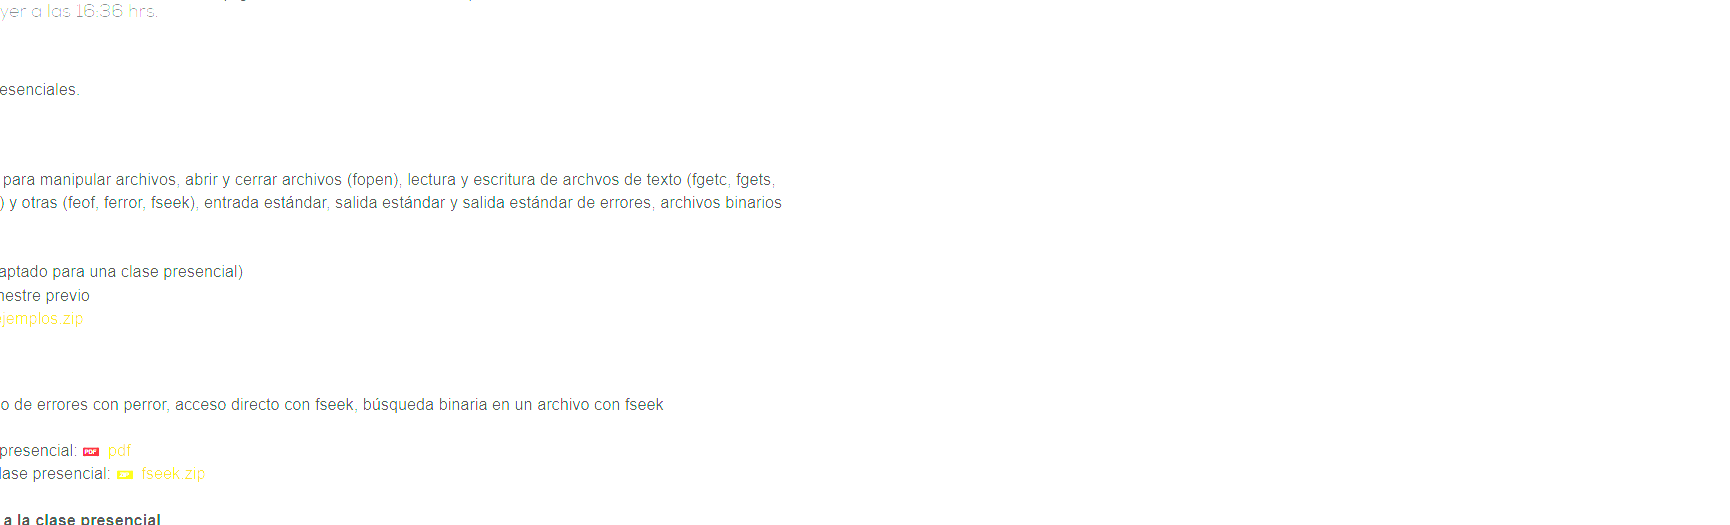 yer a las 16:36 hrs.
esenciales.
para manipular archivos, abrir y cerrar archivos (fopen), lectura y escritura de archvos de texto (fgetc, fgets,
) y otras (feof, ferror, fseek), entrada estándar, salida estándar y salida estándar de errores, archivos binarios
aptado para una clase presencial)
nestre previo
ejemplos.zip
o de errores con perror, acceso directo con fseek, búsqueda binaria en un archivo con fseek
presencial: PDF pdf
lase presencial: fseek.zip
a la clase presencial